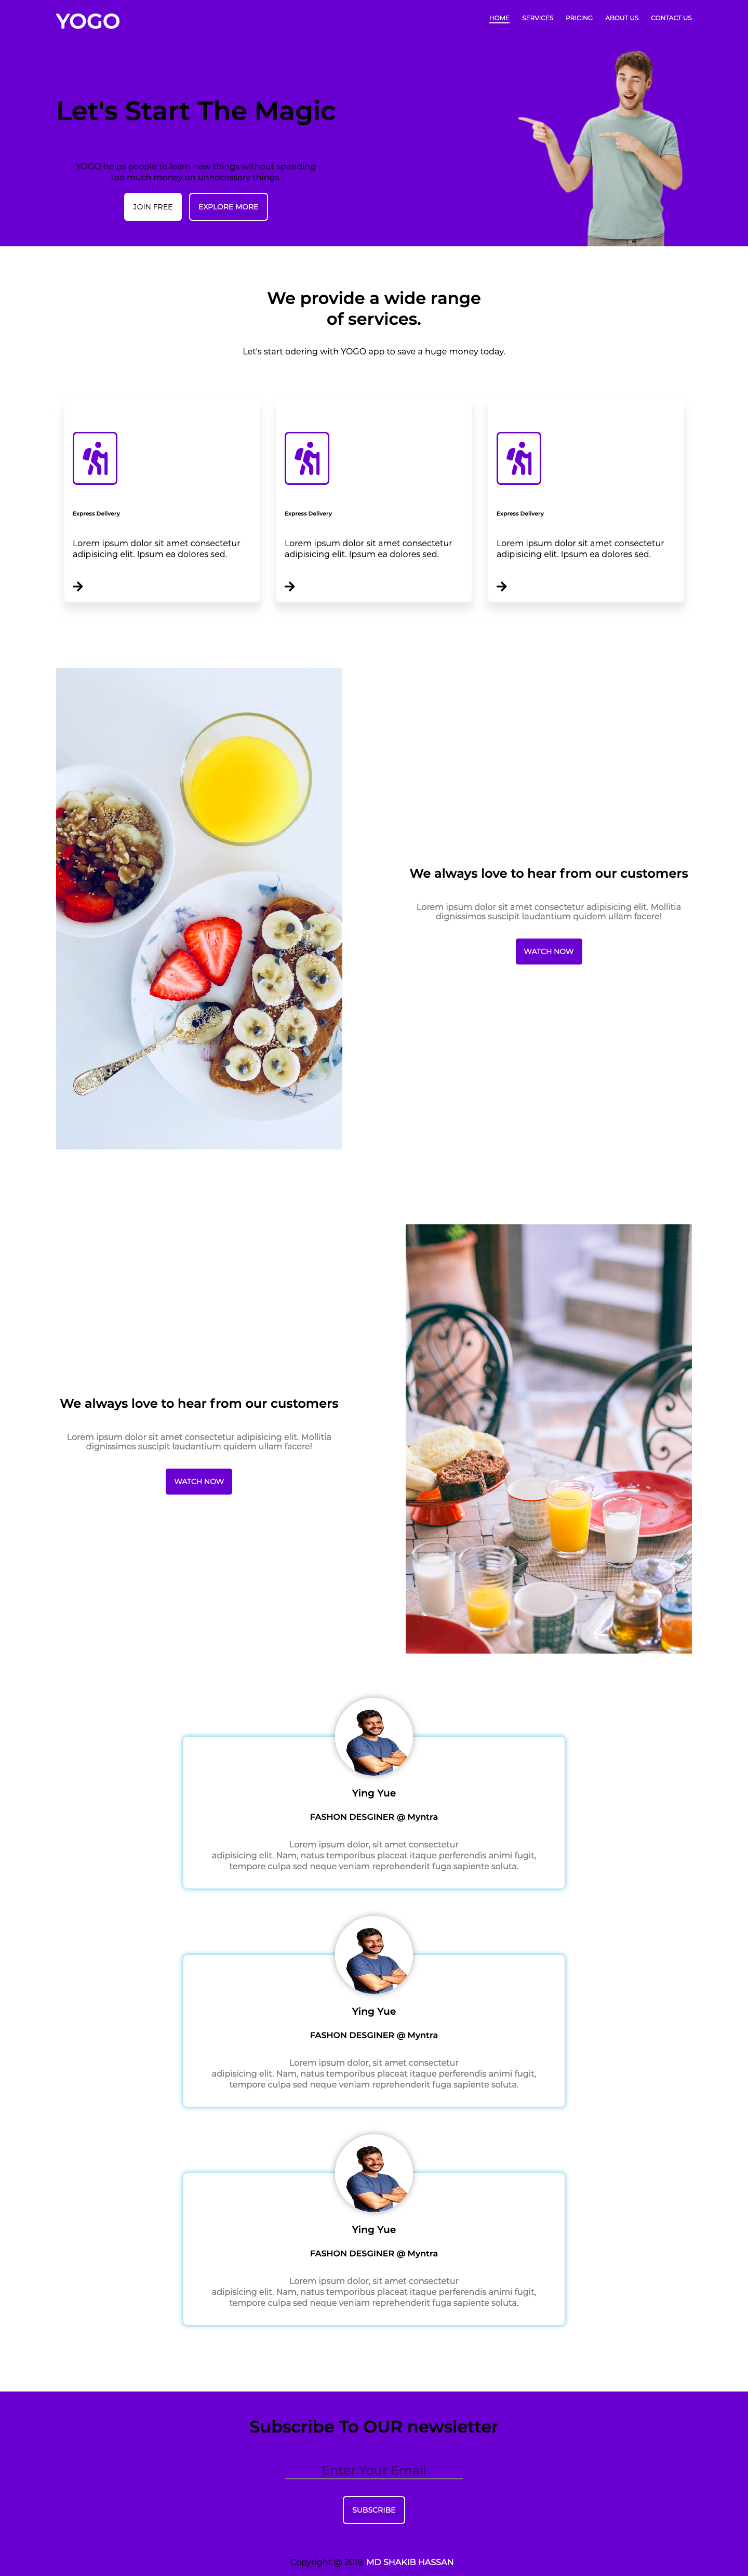 YOGO
HOME SERVICES PRICING ABOUT US CONTACT US
Let's Start The Magic
YOGO helps people to learn new things without spanding
too much money on unnecessary things.
JOIN FREE EXPLORE MORE
We provide a wide range
of services.
Let's start odering with YOGO app to save a huge money today.
Express Delivery
Lorem ipsum dolor sit amet consectetur
adipisicing elit. Ipsum ea dolores sed.
Express Delivery
Lorem ipsum dolor sit amet consectetur
adipisicing elit. Ipsum ea dolores sed.
Express Delivery
Lorem ipsum dolor sit amet consectetur
adipisicing elit. Ipsum ea dolores sed.
We always love to hear from our customers
Lorem ipsum dolor sit amet consectetur adipisicing elit. Mollitia
dignissimos suscipit laudantium quidem ullam facere!
WATCH NOW
We always love to hear from our customers
Lorem ipsum dolor sit amet consectetur adipisicing elit. Mollitia
dignissimos suscipit laudantium quidem ullam facere!
WATCH NOW
Ying Yue
FASHON DESGINER @ Myntra
Lorem ipsum dolor, sit amet consectetur
adipisicing elit. Nam, natus temporibus placeat itaque perferendis animi fugit,
tempore culpa sed neque veniam reprehenderit fuga sapiente soluta.
Ying Yue
FASHON DESGINER @ Myntra
Lorem ipsum dolor, sit amet consectetur
adipisicing elit. Nam, natus temporibus placeat itaque perferendis animi fugit,
tempore culpa sed neque veniam reprehenderit fuga sapiente soluta.
Ying Yue
FASHON DESGINER @ Myntra
Lorem ipsum dolor, sit amet consectetur
adipisicing elit. Nam, natus temporibus placeat itaque perferendis animi fugit,
tempore culpa sed neque veniam reprehenderit fuga sapiente soluta.
Subscribe To OUR newsletter
Enter Your Email
SUBSCRIBE
Copyright @ 2019. MD SHAKIB HASSAN